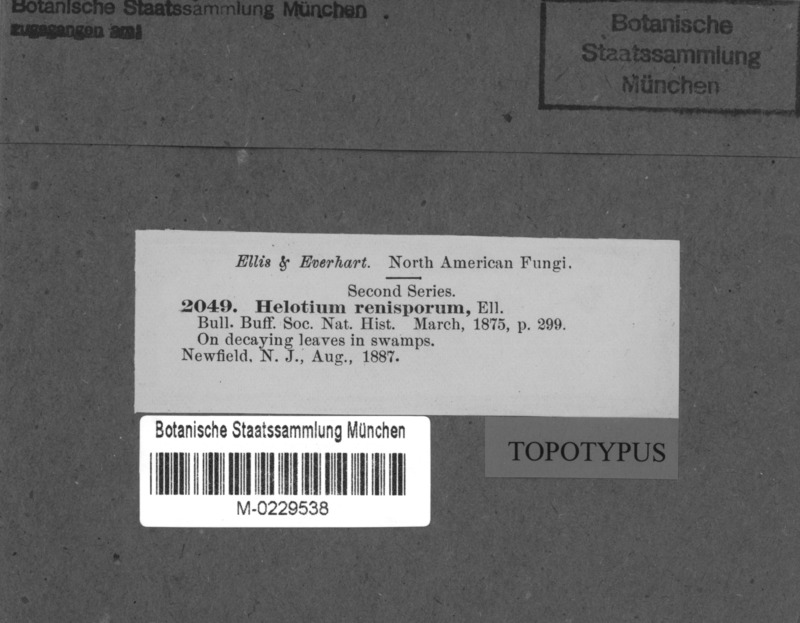 Botanische Staatssammlung München
zugegangen am:
Botanische
Staatssammlung
München
Ellis & Everhart. North American Fungi.
Second Series.
2049. Helotium renisporum, Ell.
Bull. Buff. Soc. Nat. Hist. March, 1875, p. 299.
On decaying leaves in swamps.
Newfield, N. J., Aug., 1887.
Botanische Staatssammlung München
M-0229538
TOPOTYPUS